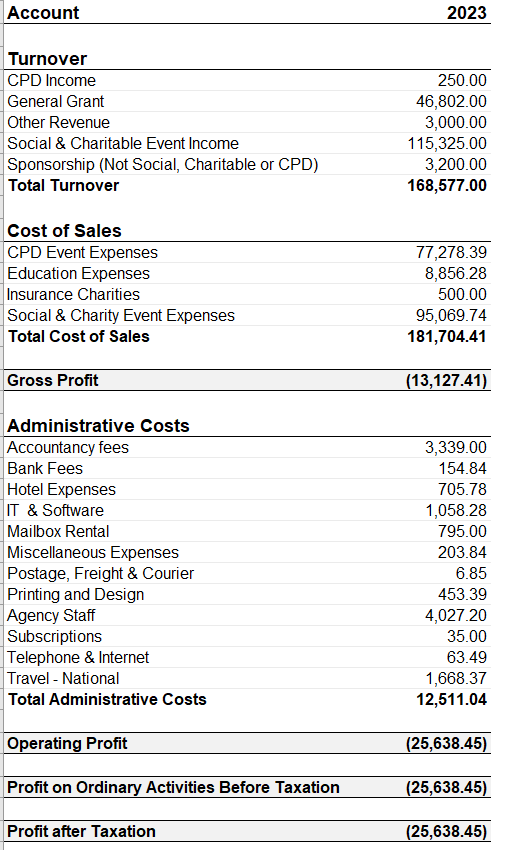 Account 2023
Turnover
CPD Income 250.00
General Grant 46,802.00
Other Revenue 3,000.00
Social & Charitable Event Income 115,325.00
Sponsorship (Not Social, Charitable or CPD) 3,200.00
Total Turnover 168,577.00
Cost of Sales
CPD Event Expenses 77,278.39
Education Expenses 8,856.28
Insurance Charities 500.00
Social & Charity Event Expenses 95,069.74
Total Cost of Sales 181,704.41
Gross Profit (13,127.41)
Administrative Costs
Accountancy fees 3,339.00
Bank Fees 154.84
Hotel Expenses 705.78
IT & Software 1,058.28
Mailbox Rental 795.00
Miscellaneous Expenses 203.84
Postage, Freight & Courier 6.85
Printing and Design 453.39
Agency Staff 4,027.20
Subscriptions 35.00
Telephone & Internet 63.49
Travel - National 1,668.37
Total Administrative Costs 12,511.04
Operating Profit (25,638.45)
Profit on Ordinary Activities Before Taxation (25,638.45)
Profit after Taxation (25,638.45)